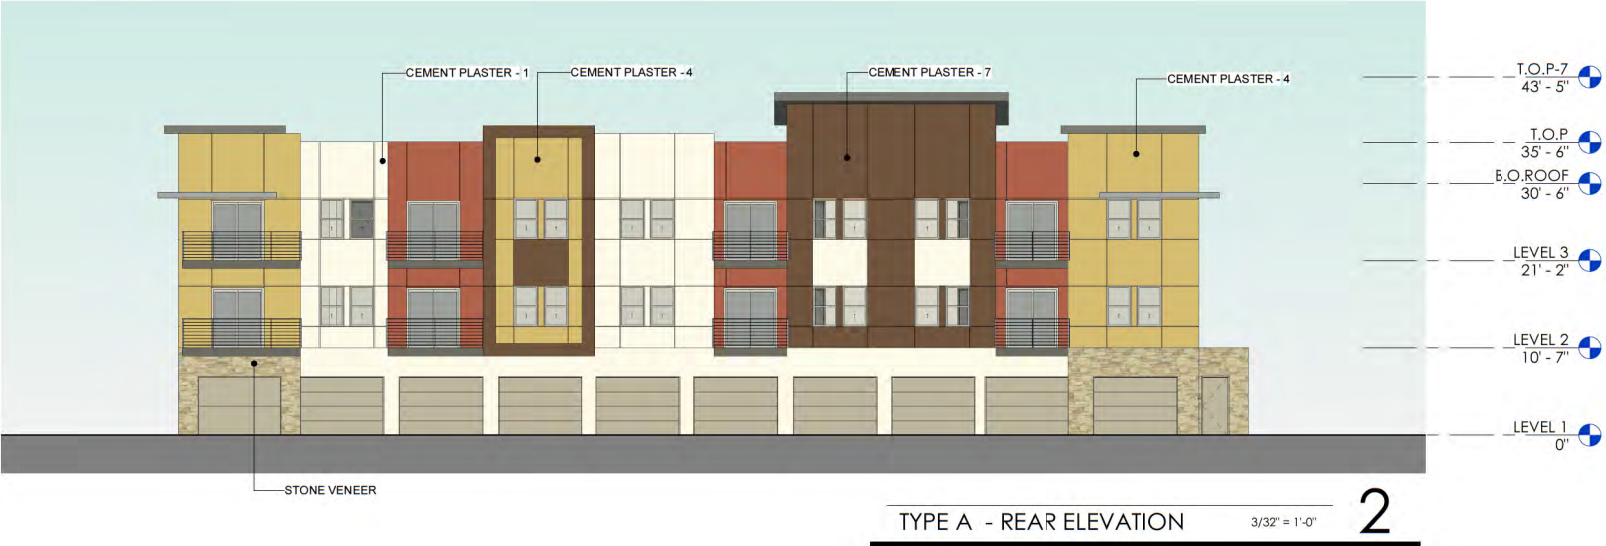 CEMENT PLASTER - 1
CEMENT PLASTER - 4
CEMENT PLASTER - 7
CEMENT PLASTER - 4
T.O.P-7
43' - 5"
T.O.P
35' - 6"
B.O.ROOF
30' - 6"
LEVEL 3
21' - 2"
LEVEL 2
10' - 7"
LEVEL 1
0"
STONE VENEER
TYPE A - REAR ELEVATION
3/32" = 1'-0"
2